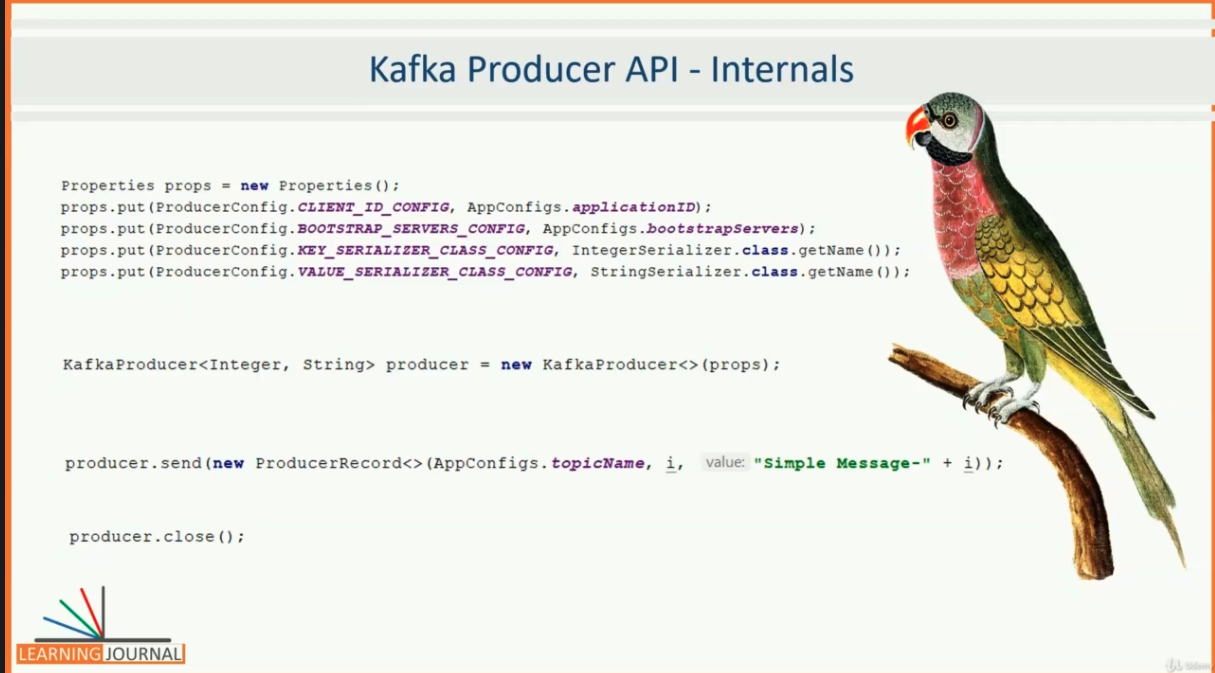 Kafka Producer API - Internals
Properties props = new Properties();
props.put(ProducerConfig.CLIENT_ID_CONFIG, AppConfigs.applicationID);
props.put(ProducerConfig.BOOTSTRAP_SERVERS_CONFIG, AppConfigs.bootstrapServers);
props.put(ProducerConfig.KEY_SERIALIZER_CLASS_CONFIG, IntegerSerializer.class.getName());
props.put(ProducerConfig.VALUE_SERIALIZER_CLASS_CONFIG, StringSerializer.class.getName());
KafkaProducer<Integer, String> producer = new KafkaProducer<>(props);
producer.send(new ProducerRecord<>(AppConfigs.topicName, i, value: "Simple Message-" + i));
producer.close();
LEARNING JOURNAL
Udemy